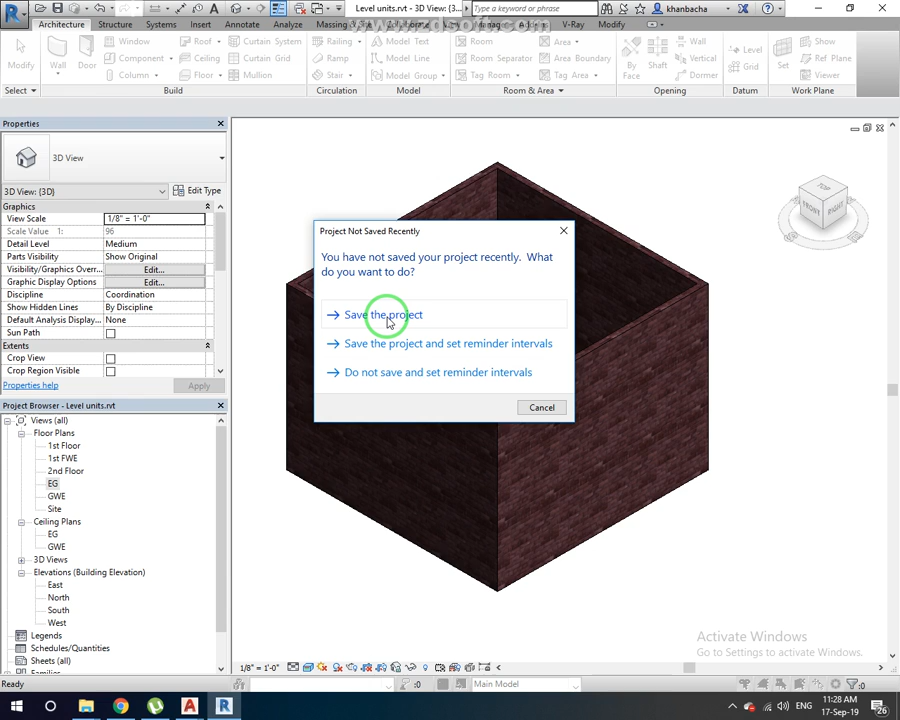 Level units.rvt - 3D View: {3...
Type a keyword or phrase
khanbacha
www.zdsoft.com
Architecture Structure Systems Insert Annotate Analyze Massing & Site Modify V-Ray
Modify Wall Door Window Component Column Roof Ceiling Floor Curtain System Curtain Grid Mullion
Railing Ramp Stair Model Text Model Line Model Group
Room Room Separator Tag Room Area Area Boundary Tag Area
By Face Shaft Wall Vertical Dormer Level Grid Set Show Ref Plane Viewer
Select Build Circulation Model Room & Area Opening Datum Work Plane
Properties
3D View
3D View: {3D} Edit Type
Graphics
View Scale 1/8" = 1'-0"
Scale Value 1: 96
Detail Level Medium
Parts Visibility Show Original
Visibility/Graphics Overr... Edit...
Graphic Display Options Edit...
Discipline Coordination
Show Hidden Lines By Discipline
Default Analysis Display... None
Sun Path
Extents
Crop View
Crop Region Visible
Properties help Apply
Project Browser - Level units.rvt
Views (all)
Floor Plans
1st Floor
1st FWE
2nd Floor
EG
GWE
Site
Ceiling Plans
EG
GWE
3D Views
Elevations (Building Elevation)
East
North
South
West
Legends
Schedules/Quantities
Sheets (all)
Families
TOP
FRONT RIGHT
Project Not Saved Recently
You have not saved your project recently. What
do you want to do?
Save the project
Save the project and set reminder intervals
Do not save and set reminder intervals
Cancel
Activate Windows
Go to Settings to activate Windows.
1/8" = 1'-0"
Ready :0 Main Model :0
ENG 11:28 AM
17-Sep-19 26